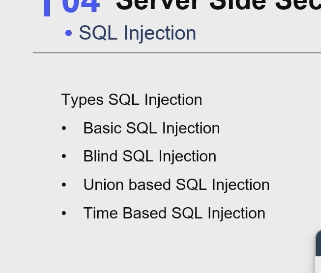 04 Server Side Sec
• SQL Injection
Types SQL Injection
• Basic SQL Injection
• Blind SQL Injection
• Union based SQL Injection
• Time Based SQL Injection